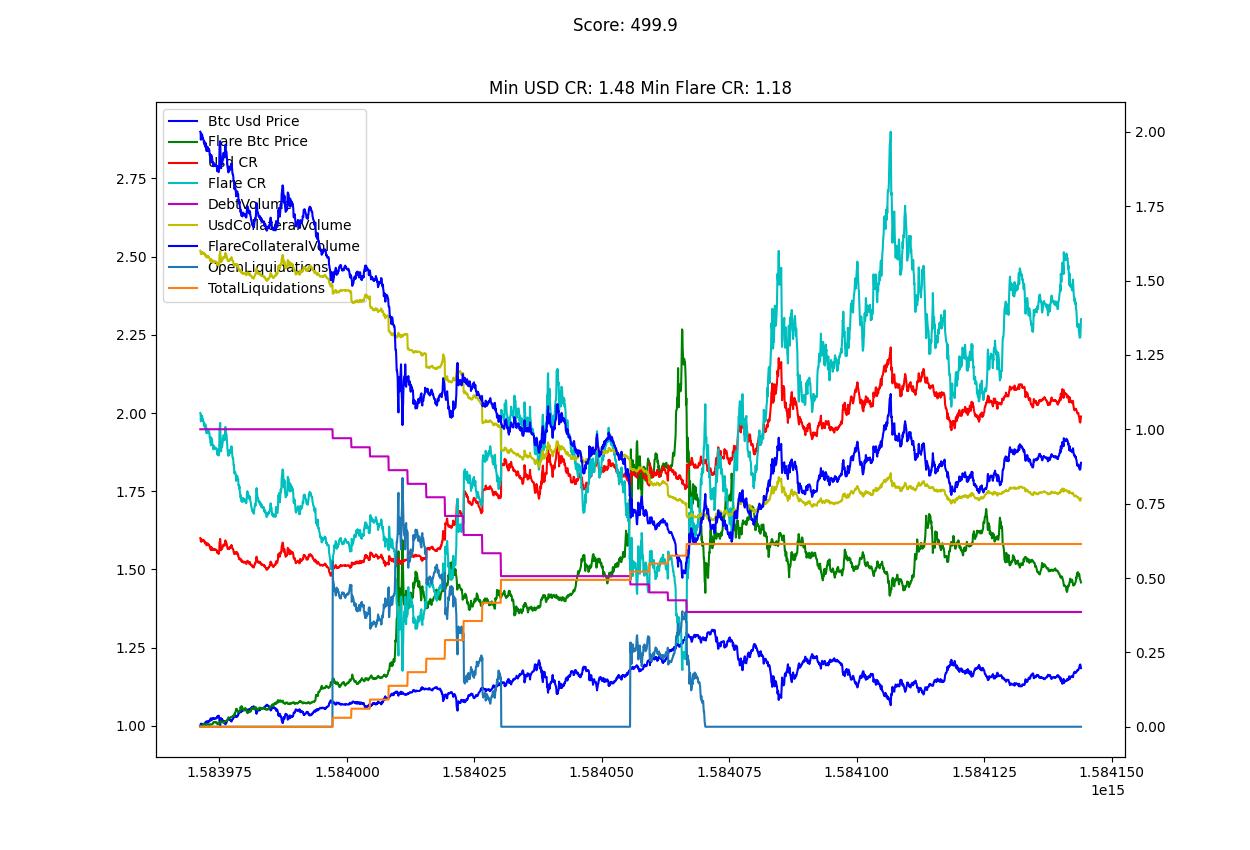 Score: 499.9
Min USD CR: 1.48 Min Flare CR: 1.18
Btc Usd Price
Flare Btc Price
Usd CR
Flare CR
DebtVolume
UsdCollateralVolume
FlareCollateralVolume
OpenLiquidations
TotalLiquidations
2.75
2.50
2.25
2.00
1.75
1.50
1.25
1.00
2.00
1.75
1.50
1.25
1.00
0.75
0.50
0.25
0.00
1.583975
1.584000
1.584025
1.584050
1.584075
1.584100
1.584125
1.584150
1e15